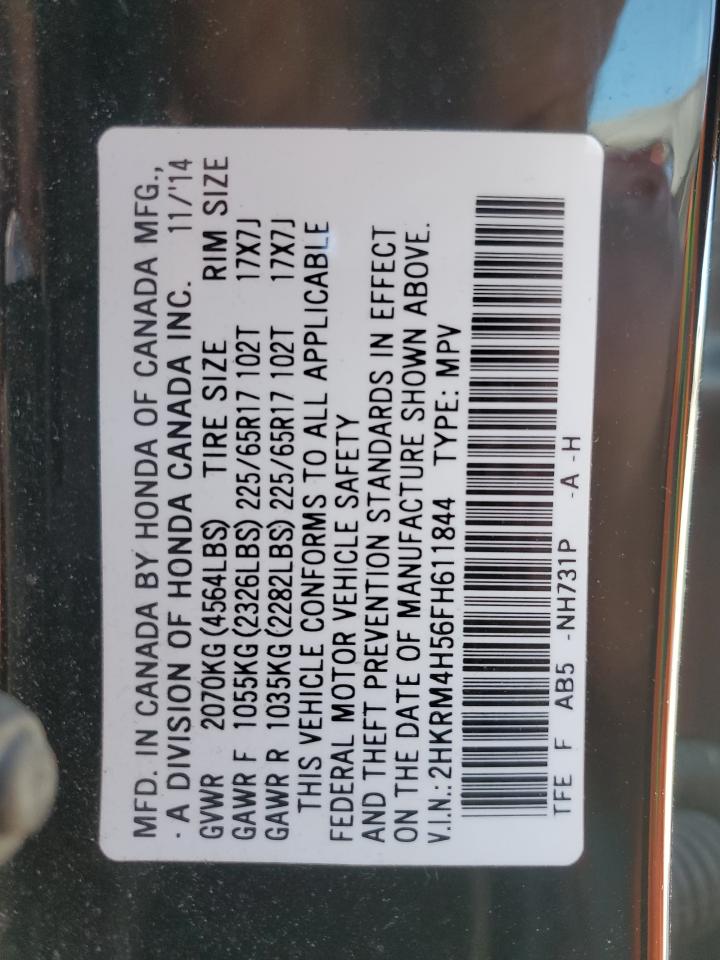 MFD. IN CANADA BY HONDA OF CANADA MFG.,
· A DIVISION OF HONDA CANADA INC. 11/'14
GVWR 2070KG(4564LBS) TIRE SIZE RIM SIZE
GAWR F 1055KG(2326LBS) 225/65R17 102T 17X7J
GAWR R 1035KG(2282LBS) 225/65R17 102T 17X7J
THIS VEHICLE CONFORMS TO ALL APPLICABLE
FEDERAL MOTOR VEHICLE SAFETY
AND THEFT PREVENTION STANDARDS IN EFFECT
ON THE DATE OF MANUFACTURE SHOWN ABOVE.
V.I.N.: 2HKRM4H56FH611844 TYPE: MPV
TFE F AB5 -NH731P -A -H